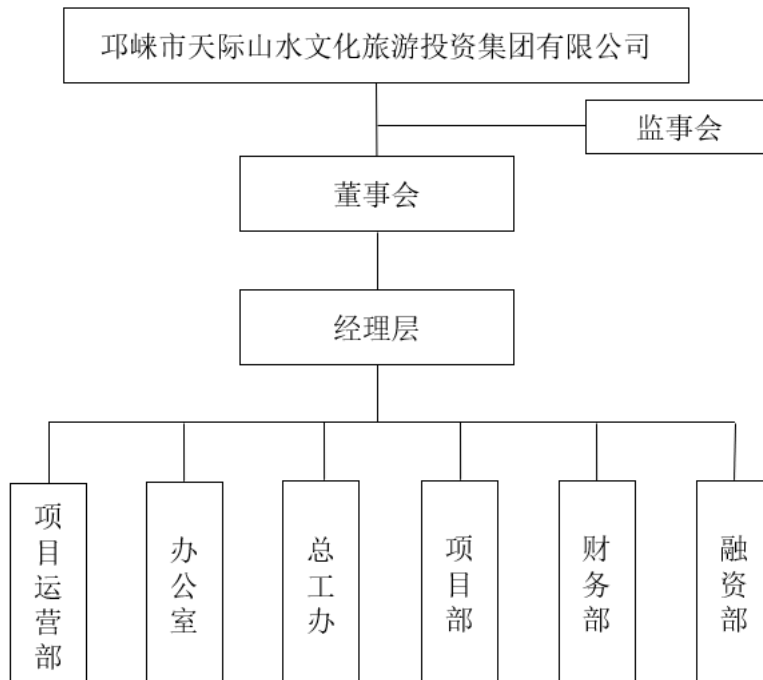 邛崃市天际山水文化旅游投资集团有限公司
监事会
董事会
经理层
项目运营部
办公室
总工办
项目部
财务部
融资部